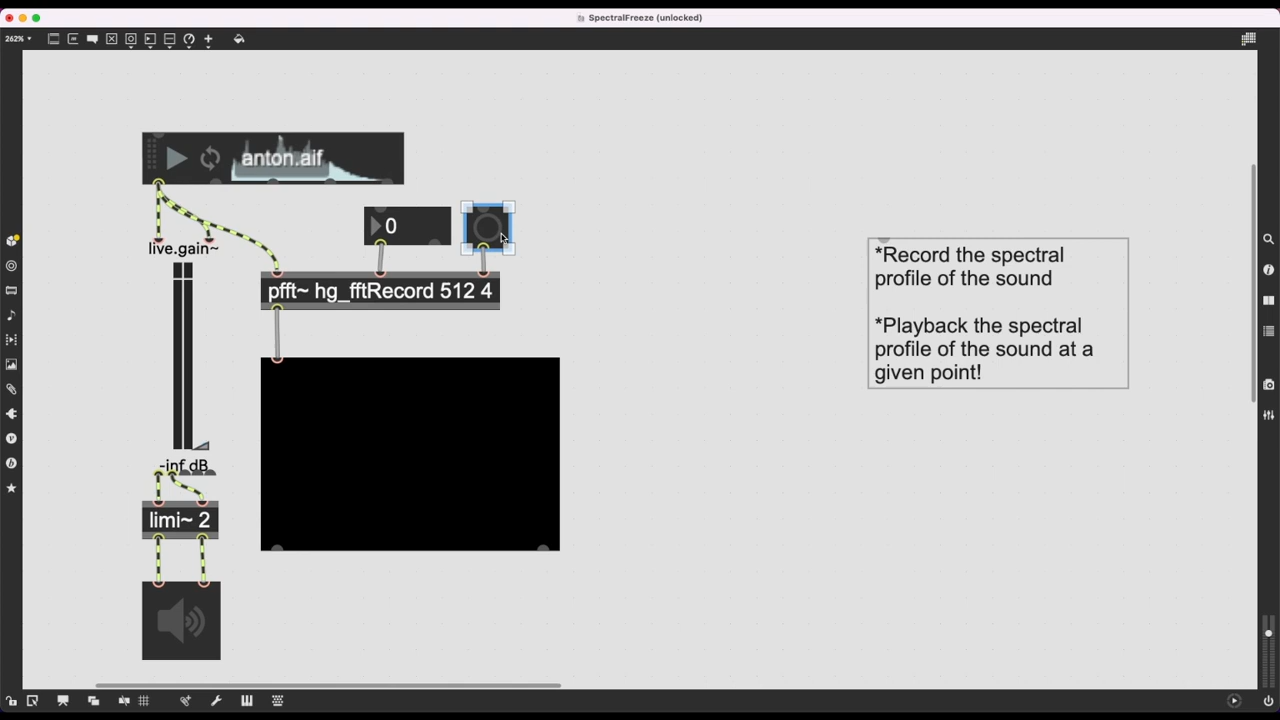 SpectralFreeze (unlocked)
262%
anton.aif
0
live.gain~
*Record the spectral
profile of the sound
pfft~ hg_fftRecord 512 4
*Playback the spectral
profile of the sound at a
given point!
-inf dB
limi~ 2